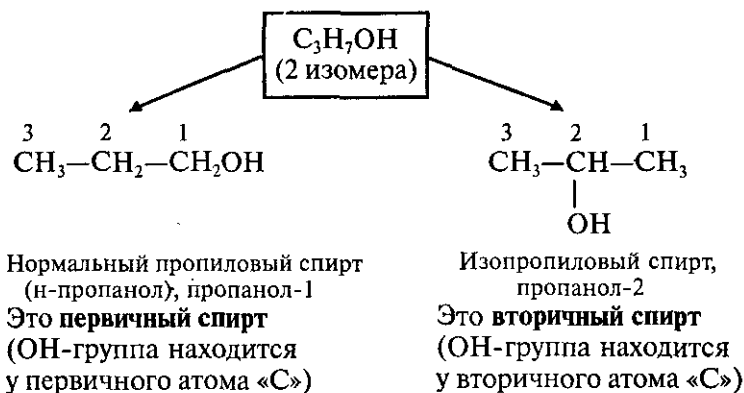 C₃H₇OH
(2 изомера)
3 2 1
CH₃—CH₂—CH₂OH
3 2 1
CH₃—CH—CH₃
OH
Нормальный пропиловый спирт
(н-пропанол), пропанол-1
Это первичный спирт
(ОН-группа находится
у первичного атома «С»)
Изопропиловый спирт,
пропанол-2
Это вторичный спирт
(ОН-группа находится
у вторичного атома «С»)